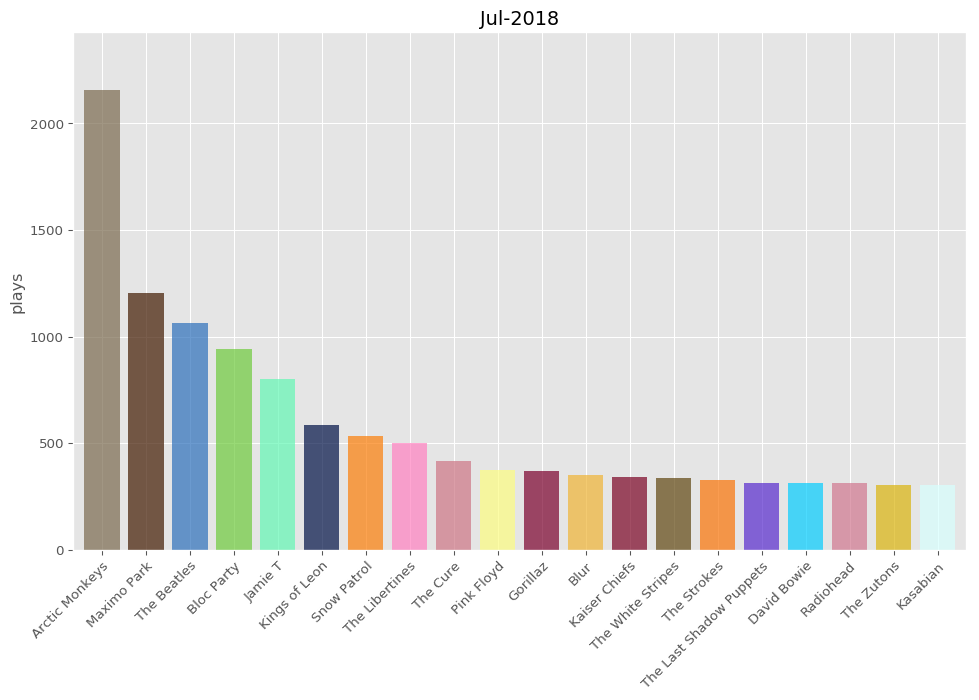 Jul-2018
plays
2000
1500
1000
500
0
Arctic Monkeys
Maximo Park
The Beatles
Bloc Party
Jamie T
Kings of Leon
Snow Patrol
The Libertines
The Cure
Pink Floyd
Gorillaz
Blur
Kaiser Chiefs
The White Stripes
The Strokes
The Last Shadow Puppets
David Bowie
Radiohead
The Zutons
Kasabian